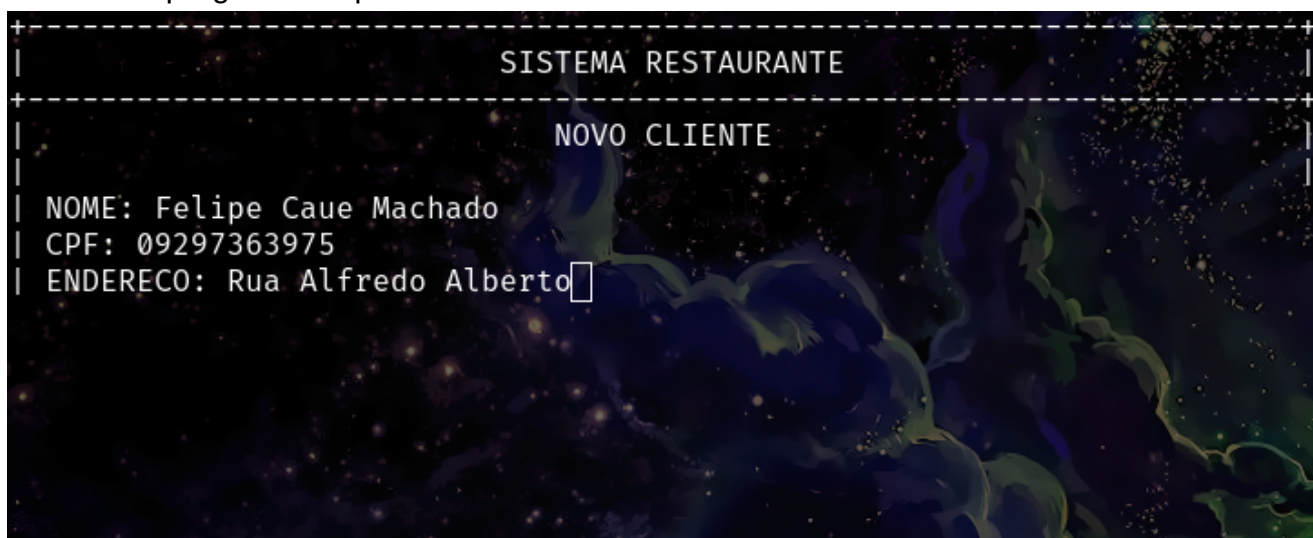 SISTEMA RESTAURANTE
NOVO CLIENTE
NOME: Felipe Caue Machado
CPF: 09297363975
ENDERECO: Rua Alfredo Alberto